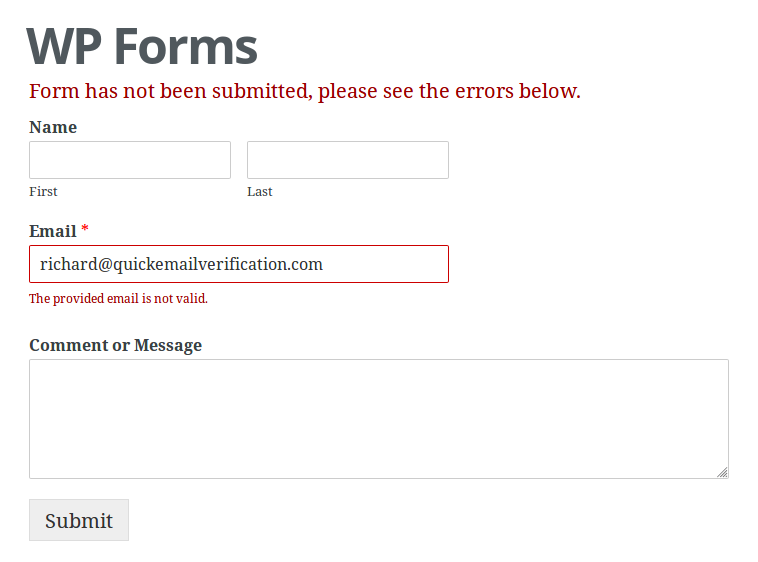 WP Forms
Form has not been submitted, please see the errors below.
Name
First Last
Email *
richard@quickemailverification.com
The provided email is not valid.
Comment or Message
Submit